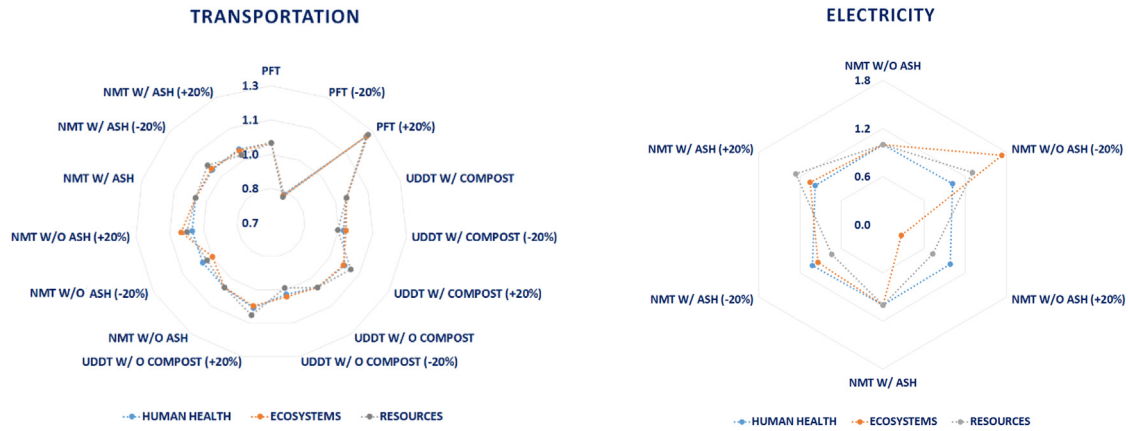 TRANSPORTATION
PFT
1.3
NMT W/ ASH (+20%)
PFT (-20%)
1.1
NMT W/ ASH (-20%)
PFT (+20%)
1.0
NMT W/ ASH
UDDT W/ COMPOST
0.8
0.7
NMT W/O ASH (+20%)
UDDT W/ COMPOST (-20%)
NMT W/O ASH (-20%)
UDDT W/ COMPOST (+20%)
NMT W/O ASH
UDDT W/ O COMPOST
UDDT W/ O COMPOST (+20%)
UDDT W/ O COMPOST (-20%)
HUMAN HEALTH
ECOSYSTEMS
RESOURCES
ELECTRICITY
NMT W/O ASH
1.8
NMT W/ ASH (+20%)
1.2
NMT W/O ASH (-20%)
0.6
0.0
NMT W/ ASH (-20%)
NMT W/O ASH (+20%)
NMT W/ ASH
HUMAN HEALTH
ECOSYSTEMS
RESOURCES